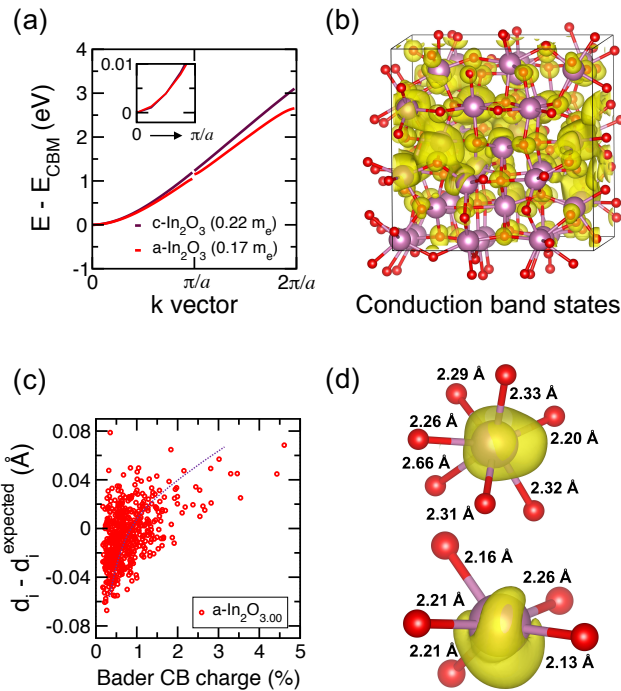 (a)
E - E_CBM (eV)
4
3
2
1
0
-1
0.01
0
0
π/a
c-In₂O₃ (0.22 mₑ)
a-In₂O₃ (0.17 mₑ)
0
π/a
2π/a
k vector
(b)
Conduction band states
(c)
d_i - d_i^expected (Å)
0.08
0.04
0
-0.04
-0.08
a-In₂O₃.₀₀
0
1
2
3
4
5
Bader CB charge (%)
(d)
2.29 Å
2.33 Å
2.26 Å
2.20 Å
2.66 Å
2.32 Å
2.31 Å
2.16 Å
2.26 Å
2.21 Å
2.21 Å
2.13 Å